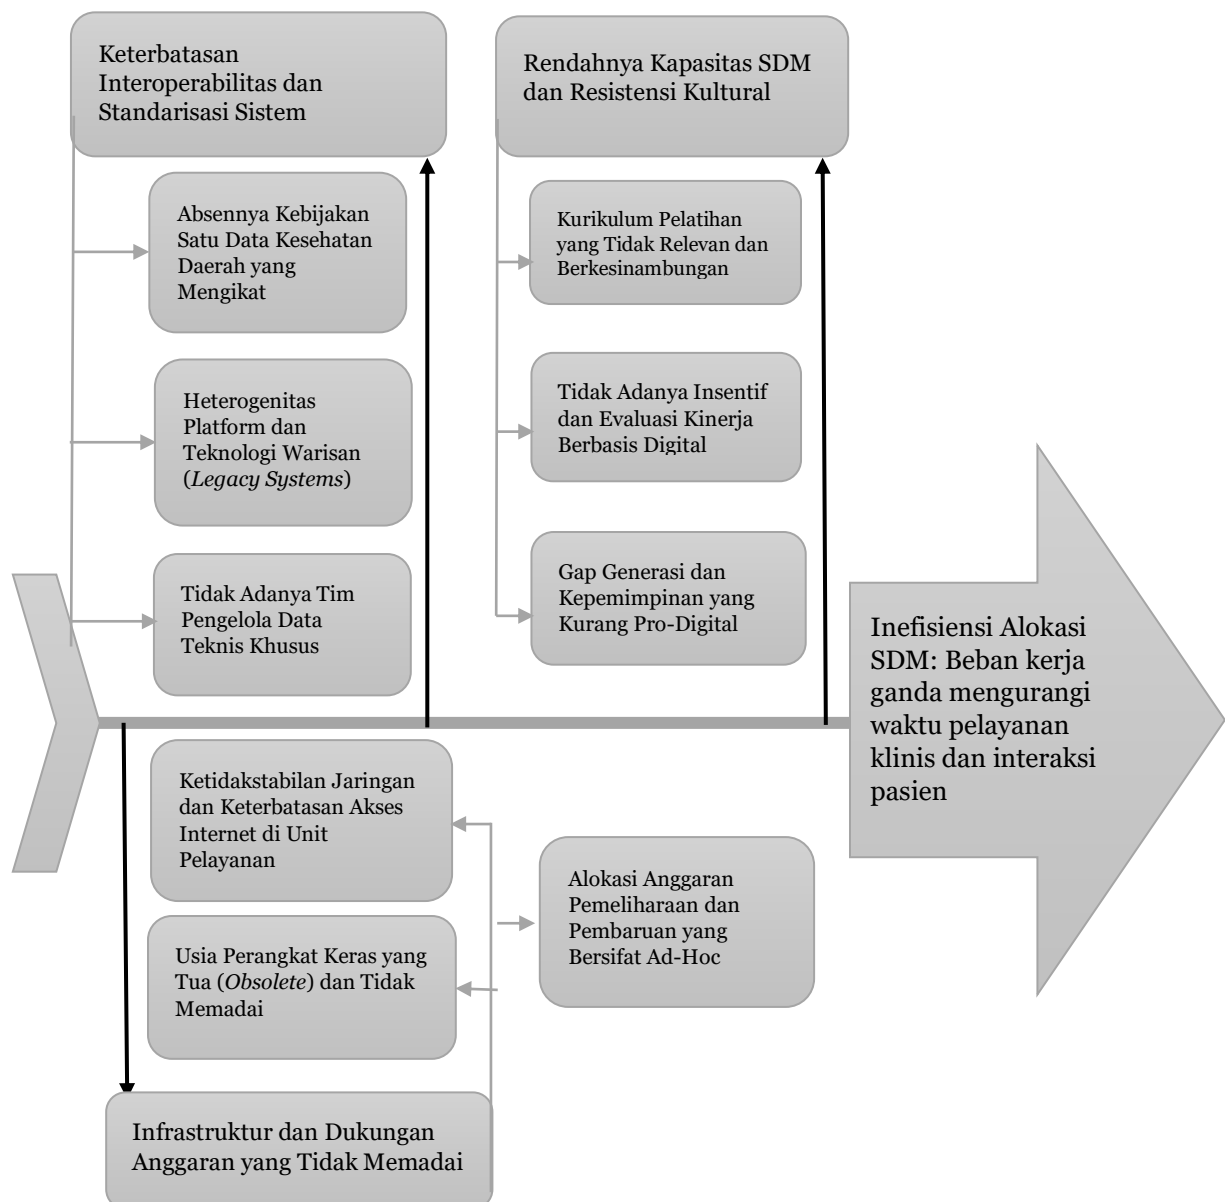 Keterbatasan
Interoperabilitas dan
Standarisasi Sistem
Rendahnya Kapasitas SDM
dan Resistensi Kultural
Absennya Kebijakan
Satu Data Kesehatan
Daerah yang
Mengikat
Kurikulum Pelatihan
yang Tidak Relevan dan
Berkesinambungan
Heterogenitas
Platform dan
Teknologi Warisan
(Legacy Systems)
Tidak Adanya Insentif
dan Evaluasi Kinerja
Berbasis Digital
Tidak Adanya Tim
Pengelola Data
Teknis Khusus
Gap Generasi dan
Kepemimpinan yang
Kurang Pro-Digital
Inefisiensi Alokasi
SDM: Beban kerja
ganda mengurangi
waktu pelayanan
klinis dan interaksi
pasien
Ketidakstabilan Jaringan
dan Keterbatasan Akses
Internet di Unit
Pelayanan
Alokasi Anggaran
Pemeliharaan dan
Pembaruan yang
Bersifat Ad-Hoc
Usia Perangkat Keras yang
Tua (Obsolete) dan Tidak
Memadai
Infrastruktur dan Dukungan
Anggaran yang Tidak Memadai